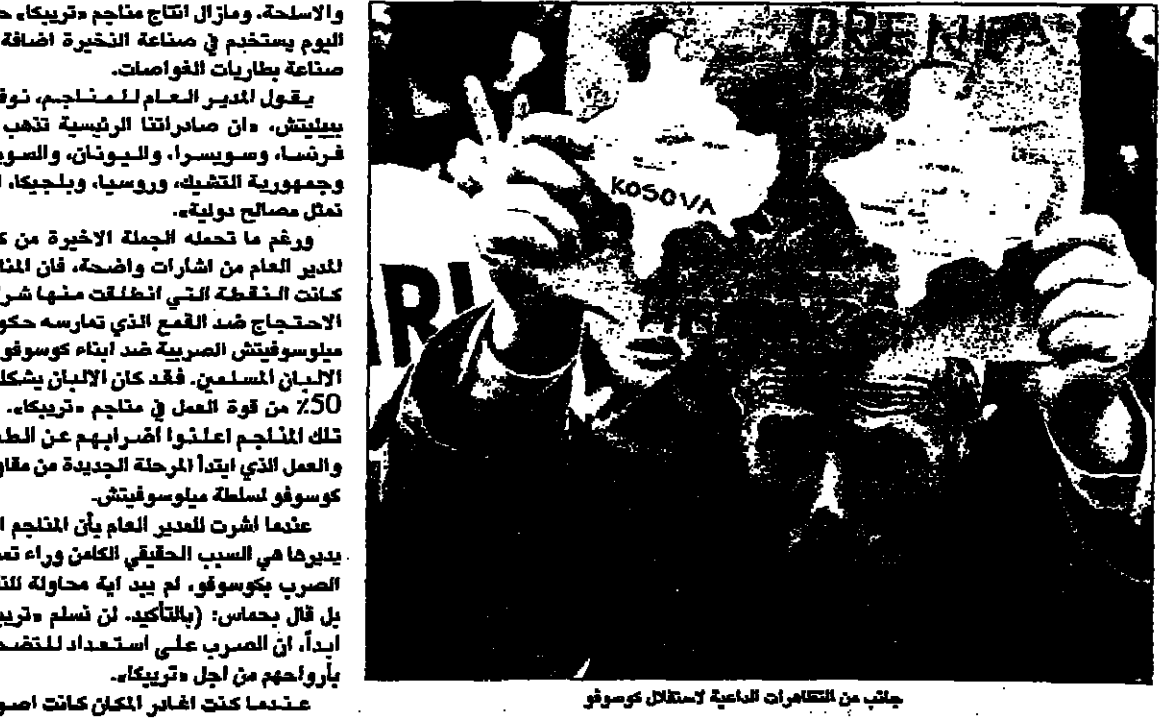 والاسلحة. ومازال انتاج مناجم «تريبكا»
اليوم يستخدم في صناعة الذخيرة اضافة
صناعة بطاريات الغواصات.
يقول المدير العام للمناجم، نوفا
بييليتش، «ان صادراتنا الرئيسية تذهب
فرنسا، وسويسرا، واليونان،
وجمهورية التشيك، وروسيا، وبلجيكا،
تمثل مصالح دولية».
ورغم ما تحمله الجملة الاخيرة من
للمدير العام من اشارات واضحة، فان
كانت النقطة التي انطلقت منها
الاحتجاج ضد القمع الذي تمارسه
ميلوسوفيتش الصربية ضد ابناء كوسوفو
الالبان المسلمين. فقد كان الالبان
50٪ من قوة العمل في مناجم «تريبكا».
تلك المناجم اعلنوا اضرابهم عن
والعمل الذي ابتدأ المرحلة الجديدة من
كوسوفو لسلطة ميلوسوفيتش.
عندما اشرت للمدير العام بأن المناجم
يديرها هي السبب الحقيقي الكامن وراء
الصرب بكوسوفو، لم يبد اية محاولة
بل قال بحماس: (بالتأكيد. لن نسلم
ابداً، ان الصرب على استعداد
بأرواحهم من اجل «تريبكا».
عندما كنت اغادر المكان كانت
DRENICA
KOSOVA
جانب من التظاهرات الداعية لاستقلال كوسوفو